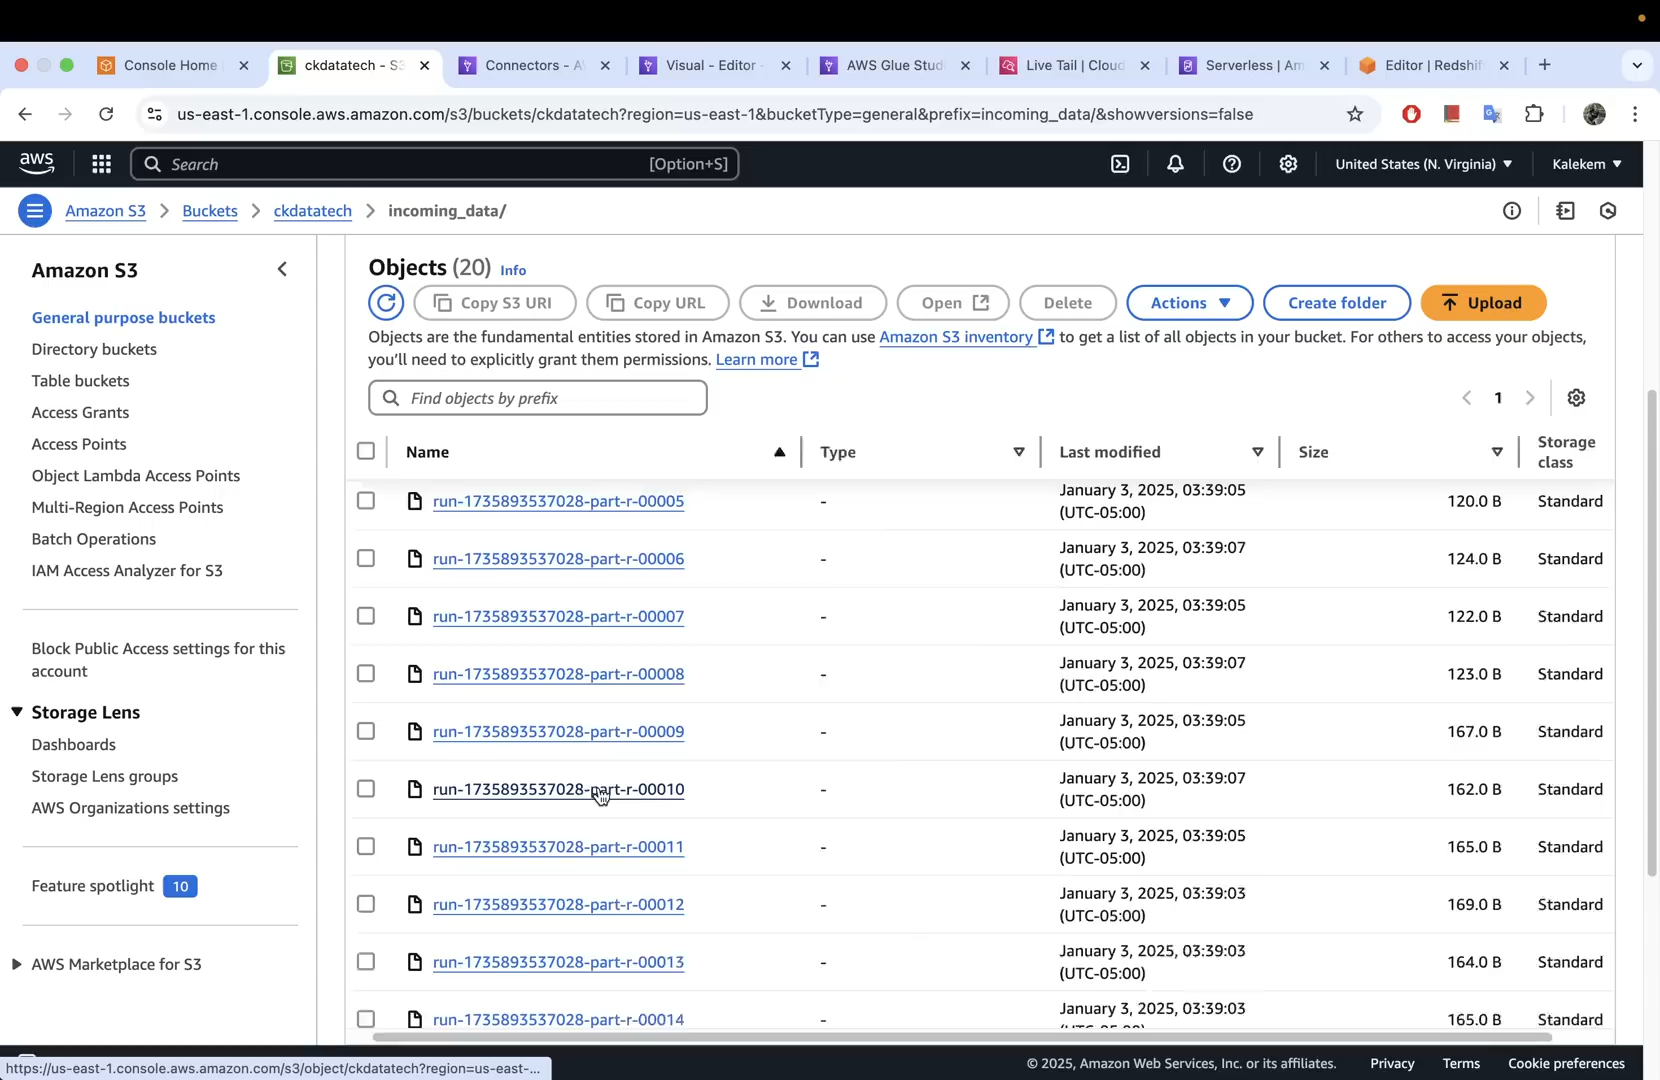 Console Home
ckdatatech - S3
Connectors - A
Visual - Editor -
AWS Glue Stud
Live Tail | Cloud
Serverless | Am
Editor | Redshif
us-east-1.console.aws.amazon.com/s3/buckets/ckdatatech?region=us-east-1&bucketType=general&prefix=incoming_data/&showversions=false
aws
Search
[Option+S]
United States (N. Virginia)
Kalekem
Amazon S3
Buckets
ckdatatech
incoming_data/
Amazon S3
General purpose buckets
Directory buckets
Table buckets
Access Grants
Access Points
Object Lambda Access Points
Multi-Region Access Points
Batch Operations
IAM Access Analyzer for S3
Block Public Access settings for this
account
Storage Lens
Dashboards
Storage Lens groups
AWS Organizations settings
Feature spotlight 10
AWS Marketplace for S3
Objects (20) Info
Copy S3 URI
Copy URL
Download
Open
Delete
Actions
Create folder
Upload
Objects are the fundamental entities stored in Amazon S3. You can use Amazon S3 inventory to get a list of all objects in your bucket. For others to access your objects,
you'll need to explicitly grant them permissions. Learn more
Find objects by prefix
1
Name
Type
Last modified
Size
Storage
class
run-1735893537028-part-r-00005
-
January 3, 2025, 03:39:05
(UTC-05:00)
120.0 B
Standard
run-1735893537028-part-r-00006
-
January 3, 2025, 03:39:07
(UTC-05:00)
124.0 B
Standard
run-1735893537028-part-r-00007
-
January 3, 2025, 03:39:05
(UTC-05:00)
122.0 B
Standard
run-1735893537028-part-r-00008
-
January 3, 2025, 03:39:07
(UTC-05:00)
123.0 B
Standard
run-1735893537028-part-r-00009
-
January 3, 2025, 03:39:05
(UTC-05:00)
167.0 B
Standard
run-1735893537028-part-r-00010
-
January 3, 2025, 03:39:07
(UTC-05:00)
162.0 B
Standard
run-1735893537028-part-r-00011
-
January 3, 2025, 03:39:05
(UTC-05:00)
165.0 B
Standard
run-1735893537028-part-r-00012
-
January 3, 2025, 03:39:03
(UTC-05:00)
169.0 B
Standard
run-1735893537028-part-r-00013
-
January 3, 2025, 03:39:03
(UTC-05:00)
164.0 B
Standard
run-1735893537028-part-r-00014
-
January 3, 2025, 03:39:03
165.0 B
Standard
https://us-east-1.console.aws.amazon.com/s3/object/ckdatatech?region=us-east-...
© 2025, Amazon Web Services, Inc. or its affiliates.
Privacy
Terms
Cookie preferences